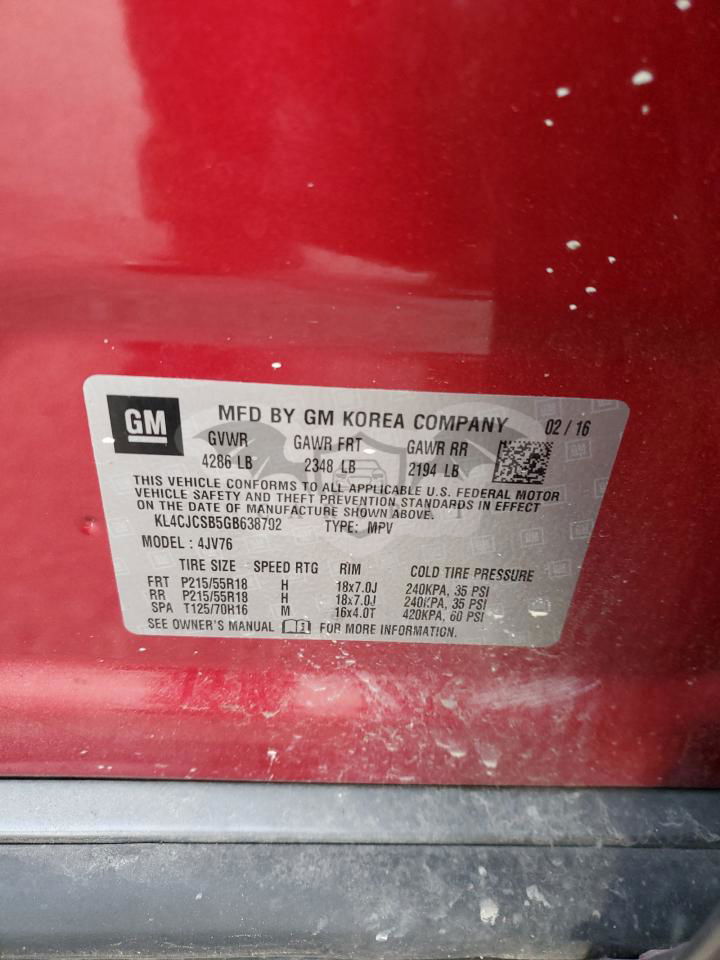 GM
MFD BY GM KOREA COMPANY 02 / 16
GVWR GAWR FRT GAWR RR
4286 LB 2348 LB 2194 LB
THIS VEHICLE CONFORMS TO ALL APPLICABLE U.S. FEDERAL MOTOR
VEHICLE SAFETY AND THEFT PREVENTION STANDARDS IN EFFECT
ON THE DATE OF MANUFACTURE SHOWN ABOVE.
KL4CJCSB5GB638792 TYPE: MPV
MODEL : 4JV76
TIRE SIZE SPEED RTG RIM COLD TIRE PRESSURE
FRT P215/55R18 H 18x7.0J 240KPA, 35 PSI
RR P215/55R18 H 18x7.0J 240KPA, 35 PSI
SPA T125/70R16 M 16x4.0T 420KPA, 60 PSI
SEE OWNER'S MANUAL FOR MORE INFORMATION.